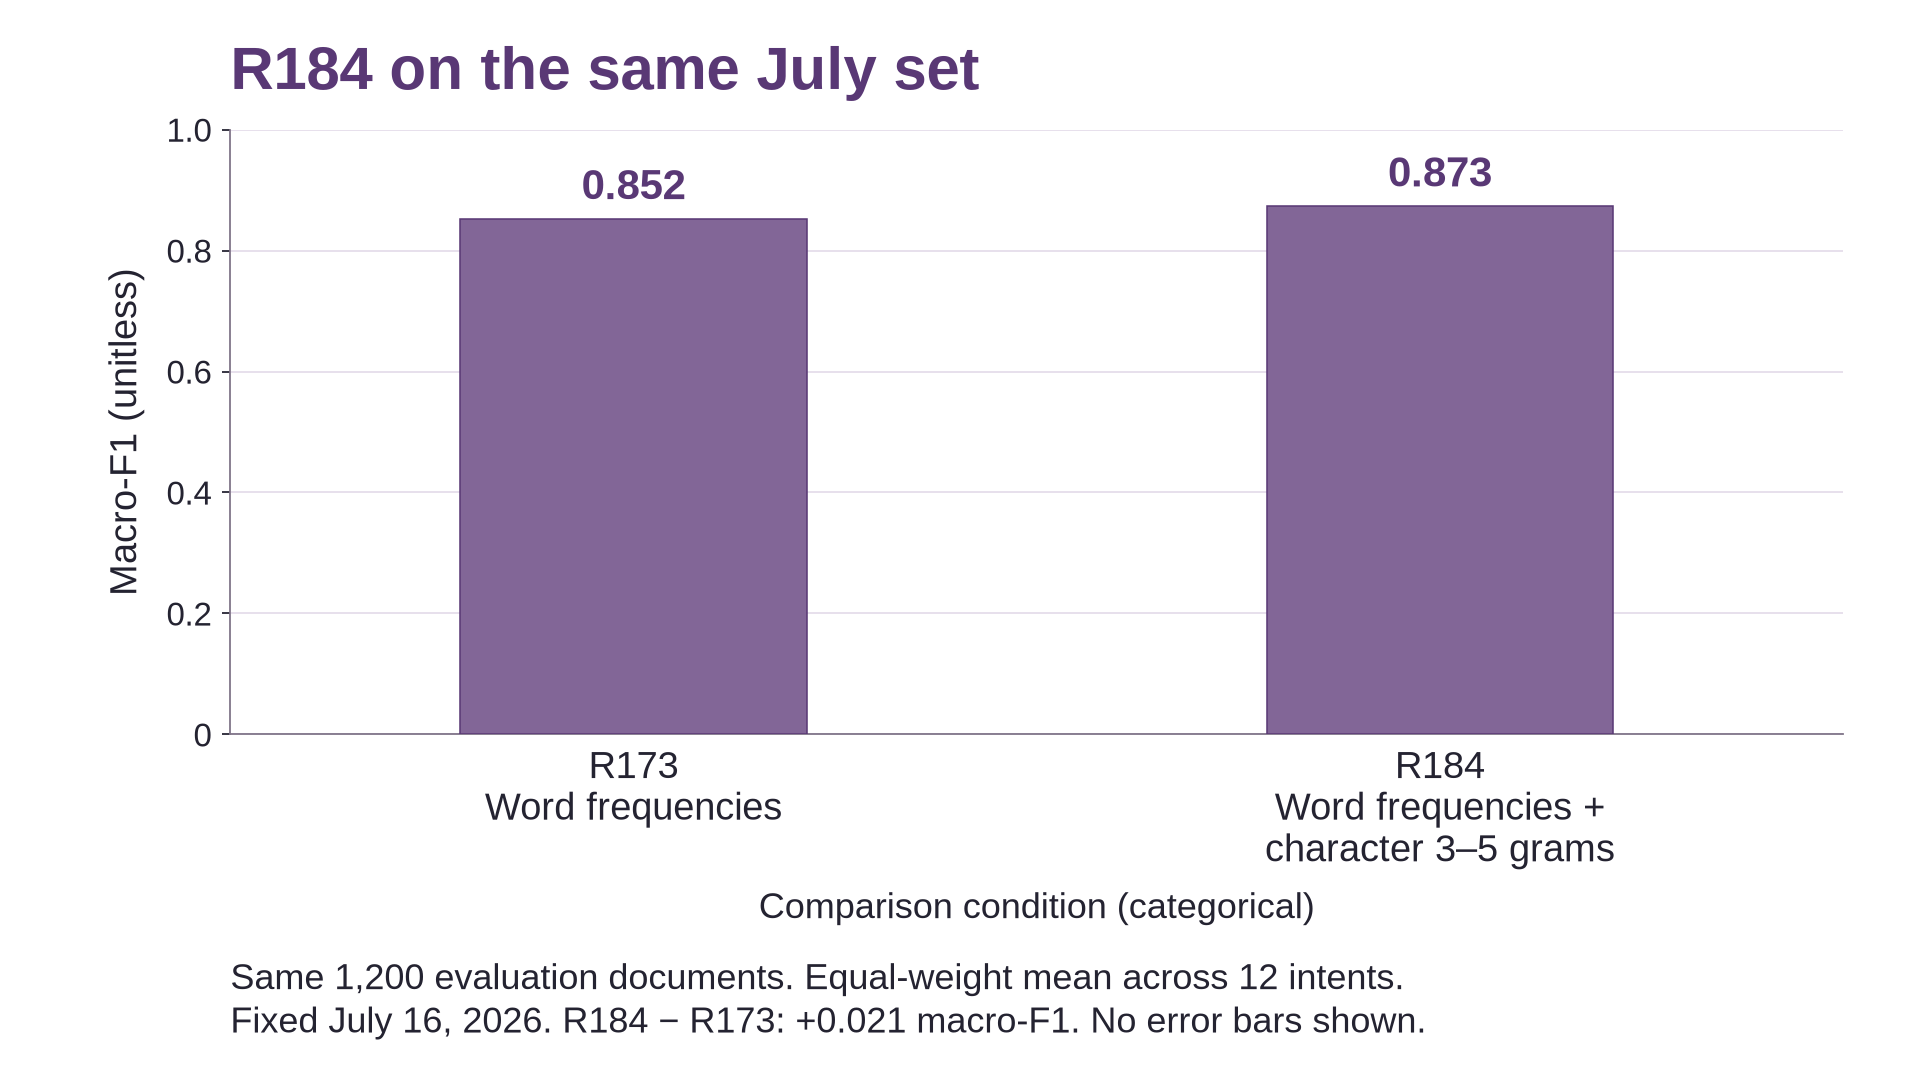 R184 on the same July set
1.0
0.8
0.6
0.4
0.2
0
Macro-F1 (unitless)
0.852
0.873
R173
Word frequencies
R184
Word frequencies +
character 3–5 grams
Comparison condition (categorical)
Same 1,200 evaluation documents. Equal-weight mean across 12 intents.
Fixed July 16, 2026. R184 − R173: +0.021 macro-F1. No error bars shown.